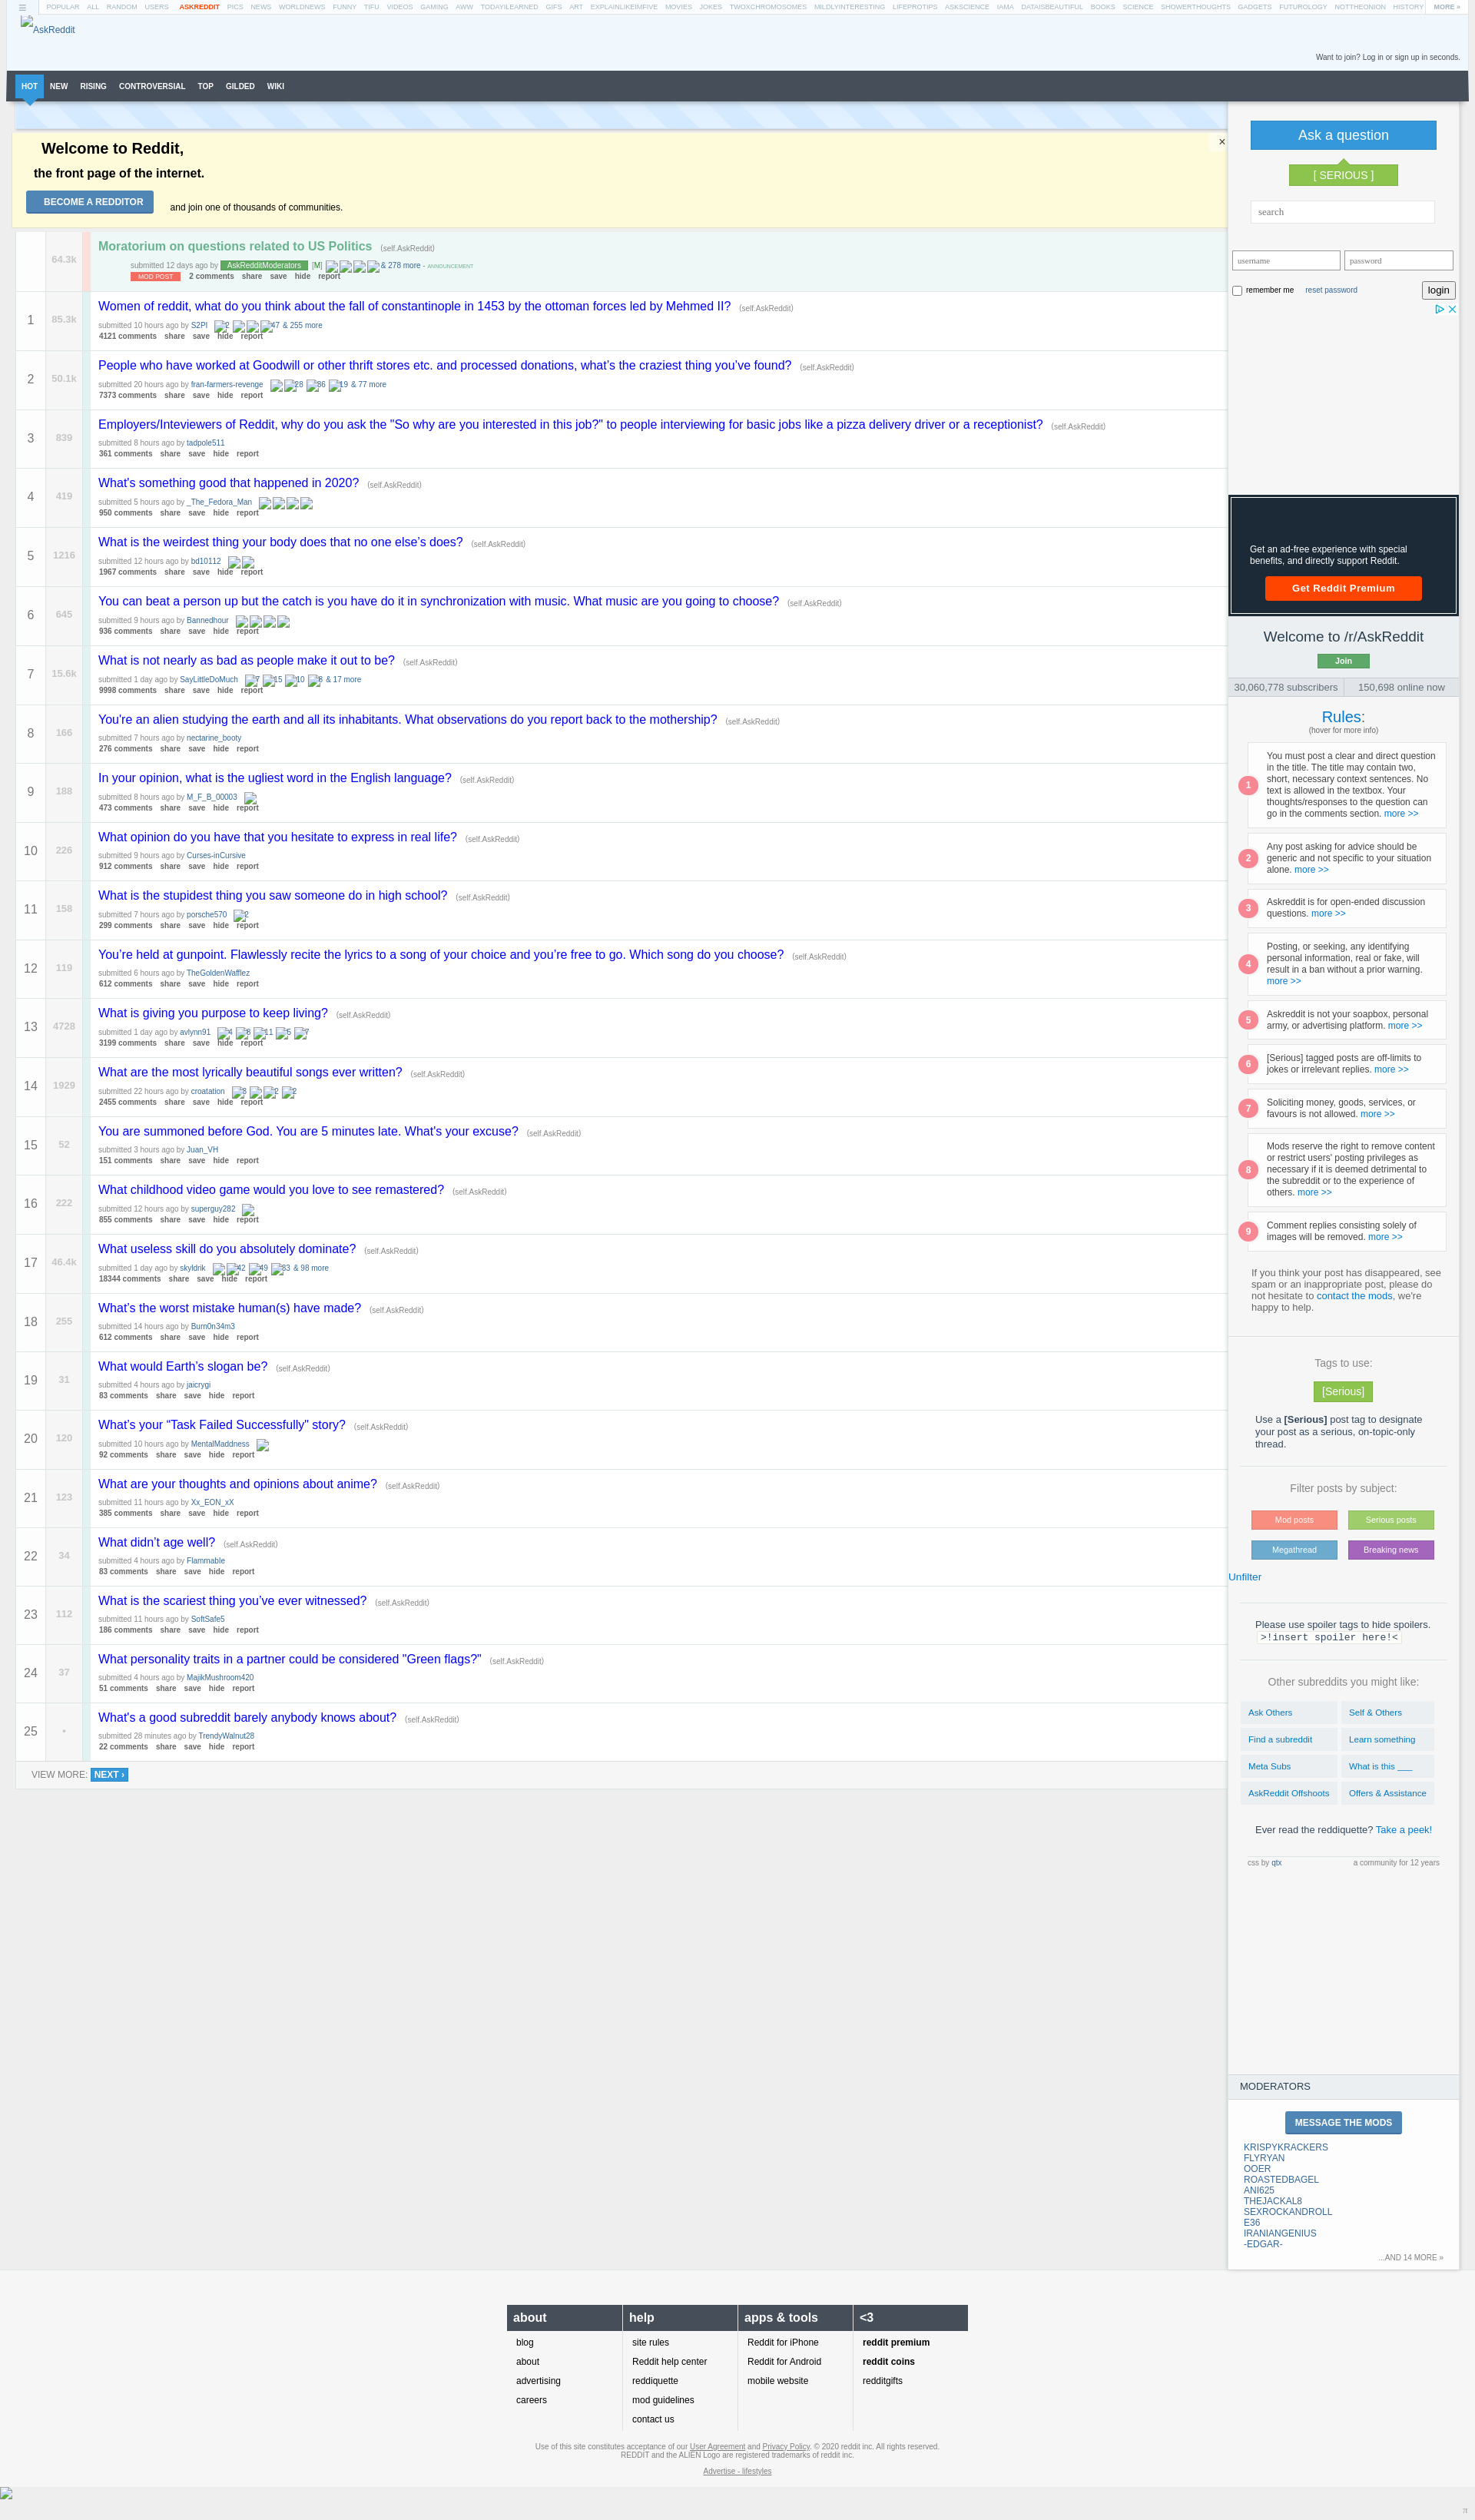 ≡ POPULAR ALL RANDOM USERS ASKREDDIT PICS NEWS WORLDNEWS FUNNY TIFU VIDEOS GAMING AWW TODAYILEARNED GIFS ART EXPLAINLIKEIMFIVE MOVIES JOKES TWOXCHROMOSOMES MILDLYINTERESTING LIFEPROTIPS ASKSCIENCE IAMA DATAISBEAUTIFUL BOOKS SCIENCE SHOWERTHOUGHTS GADGETS FUTUROLOGY NOTTHEONION HISTORY MORE »
AskReddit
Want to join? Log in or sign up in seconds.
HOT NEW RISING CONTROVERSIAL TOP GILDED WIKI
Welcome to Reddit,
the front page of the internet.
BECOME A REDDITOR and join one of thousands of communities.
×
64.3k
Moratorium on questions related to US Politics (self.AskReddit)
submitted 12 days ago by AskRedditModerators [M] & 278 more - ANNOUNCEMENT
MOD POST 2 comments share save hide report
1 85.3k
Women of reddit, what do you think about the fall of constantinople in 1453 by the ottoman forces led by Mehmed II? (self.AskReddit)
submitted 10 hours ago by S2PI 2 47 & 255 more
4121 comments share save hide report
2 50.1k
People who have worked at Goodwill or other thrift stores etc. and processed donations, what’s the craziest thing you’ve found? (self.AskReddit)
submitted 20 hours ago by fran-farmers-revenge 28 36 19 & 77 more
7373 comments share save hide report
3 839
Employers/Inteviewers of Reddit, why do you ask the "So why are you interested in this job?" to people interviewing for basic jobs like a pizza delivery driver or a receptionist? (self.AskReddit)
submitted 8 hours ago by tadpole511
361 comments share save hide report
4 419
What's something good that happened in 2020? (self.AskReddit)
submitted 5 hours ago by _The_Fedora_Man
950 comments share save hide report
5 1216
What is the weirdest thing your body does that no one else’s does? (self.AskReddit)
submitted 12 hours ago by bd10112
1967 comments share save hide report
6 645
You can beat a person up but the catch is you have do it in synchronization with music. What music are you going to choose? (self.AskReddit)
submitted 9 hours ago by Bannedhour
936 comments share save hide report
7 15.6k
What is not nearly as bad as people make it out to be? (self.AskReddit)
submitted 1 day ago by SayLittleDoMuch 7 15 10 8 & 17 more
9998 comments share save hide report
8 166
You're an alien studying the earth and all its inhabitants. What observations do you report back to the mothership? (self.AskReddit)
submitted 7 hours ago by nectarine_booty
276 comments share save hide report
9 188
In your opinion, what is the ugliest word in the English language? (self.AskReddit)
submitted 8 hours ago by M_F_B_00003
473 comments share save hide report
10 226
What opinion do you have that you hesitate to express in real life? (self.AskReddit)
submitted 9 hours ago by Curses-inCursive
912 comments share save hide report
11 158
What is the stupidest thing you saw someone do in high school? (self.AskReddit)
submitted 7 hours ago by porsche570 2
299 comments share save hide report
12 119
You’re held at gunpoint. Flawlessly recite the lyrics to a song of your choice and you’re free to go. Which song do you choose? (self.AskReddit)
submitted 6 hours ago by TheGoldenWafflez
612 comments share save hide report
13 4728
What is giving you purpose to keep living? (self.AskReddit)
submitted 1 day ago by avlynn91 4 8 11 5 7
3199 comments share save hide report
14 1929
What are the most lyrically beautiful songs ever written? (self.AskReddit)
submitted 22 hours ago by croatation 3 2 2
2455 comments share save hide report
15 52
You are summoned before God. You are 5 minutes late. What's your excuse? (self.AskReddit)
submitted 3 hours ago by Juan_VH
151 comments share save hide report
16 222
What childhood video game would you love to see remastered? (self.AskReddit)
submitted 12 hours ago by superguy282
855 comments share save hide report
17 46.4k
What useless skill do you absolutely dominate? (self.AskReddit)
submitted 1 day ago by skyldrik 42 49 33 & 98 more
18344 comments share save hide report
18 255
What’s the worst mistake human(s) have made? (self.AskReddit)
submitted 14 hours ago by Burn0n34m3
612 comments share save hide report
19 31
What would Earth’s slogan be? (self.AskReddit)
submitted 4 hours ago by jaicrygi
83 comments share save hide report
20 120
What’s your “Task Failed Successfully" story? (self.AskReddit)
submitted 10 hours ago by MentalMaddness
92 comments share save hide report
21 123
What are your thoughts and opinions about anime? (self.AskReddit)
submitted 11 hours ago by Xx_EON_xX
385 comments share save hide report
22 34
What didn’t age well? (self.AskReddit)
submitted 4 hours ago by Flammable
83 comments share save hide report
23 112
What is the scariest thing you’ve ever witnessed? (self.AskReddit)
submitted 11 hours ago by SoftSafe5
186 comments share save hide report
24 37
What personality traits in a partner could be considered "Green flags?" (self.AskReddit)
submitted 4 hours ago by MajikMushroom420
51 comments share save hide report
25 •
What's a good subreddit barely anybody knows about? (self.AskReddit)
submitted 28 minutes ago by TrendyWalnut28
22 comments share save hide report
VIEW MORE: NEXT ›
Ask a question
[ SERIOUS ]
search
username password
remember me reset password login
Get an ad-free experience with special
benefits, and directly support Reddit.
Get Reddit Premium
Welcome to /r/AskReddit
Join
30,060,778 subscribers 150,698 online now
Rules:
(hover for more info)
1 You must post a clear and direct question
in the title. The title may contain two,
short, necessary context sentences. No
text is allowed in the textbox. Your
thoughts/responses to the question can
go in the comments section. more >>
2 Any post asking for advice should be
generic and not specific to your situation
alone. more >>
3 Askreddit is for open-ended discussion
questions. more >>
4 Posting, or seeking, any identifying
personal information, real or fake, will
result in a ban without a prior warning.
more >>
5 Askreddit is not your soapbox, personal
army, or advertising platform. more >>
6 [Serious] tagged posts are off-limits to
jokes or irrelevant replies. more >>
7 Soliciting money, goods, services, or
favours is not allowed. more >>
8 Mods reserve the right to remove content
or restrict users' posting privileges as
necessary if it is deemed detrimental to
the subreddit or to the experience of
others. more >>
9 Comment replies consisting solely of
images will be removed. more >>
If you think your post has disappeared, see
spam or an inappropriate post, please do
not hesitate to contact the mods, we're
happy to help.
Tags to use:
[Serious]
Use a [Serious] post tag to designate
your post as a serious, on-topic-only
thread.
Filter posts by subject:
Mod posts Serious posts
Megathread Breaking news
Unfilter
Please use spoiler tags to hide spoilers.
>!insert spoiler here!<
Other subreddits you might like:
Ask Others Self & Others
Find a subreddit Learn something
Meta Subs What is this ___
AskReddit Offshoots Offers & Assistance
Ever read the reddiquette? Take a peek!
css by qtx a community for 12 years
MODERATORS
MESSAGE THE MODS
KRISPYKRACKERS
FLYRYAN
OOER
ROASTEDBAGEL
ANI625
THEJACKAL8
SEXROCKANDROLL
E36
IRANIANGENIUS
-EDGAR-
...AND 14 MORE »
about help apps & tools <3
blog site rules Reddit for iPhone reddit premium
about Reddit help center Reddit for Android reddit coins
advertising reddiquette mobile website redditgifts
careers mod guidelines
contact us
Use of this site constitutes acceptance of our User Agreement and Privacy Policy. © 2020 reddit inc. All rights reserved.
REDDIT and the ALIEN Logo are registered trademarks of reddit inc.
Advertise - lifestyles
π